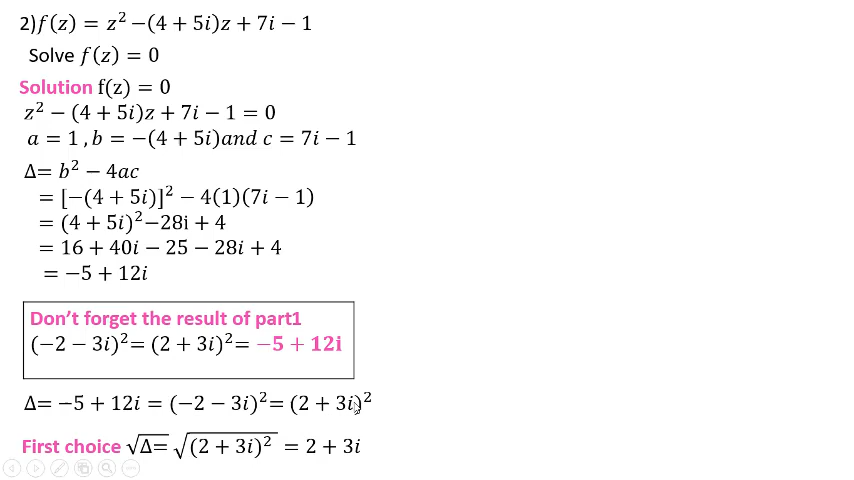 2)f(z) = z² −(4 + 5i)z + 7i − 1
Solve f(z) = 0
Solution f(z) = 0
z² − (4 + 5i)z + 7i − 1 = 0
a = 1 , b = −(4 + 5i)and c = 7i − 1
Δ= b² − 4ac
= [−(4 + 5i)]² − 4(1)(7i − 1)
= (4 + 5i)²−28i + 4
= 16 + 40i − 25 − 28i + 4
= −5 + 12i
Don’t forget the result of part1
(−2 − 3i)²= (2 + 3i)²= −5 + 12i
Δ= −5 + 12i = (−2 − 3i)²= (2 + 3i)²
First choice √Δ= √(2 + 3i)² = 2 + 3i